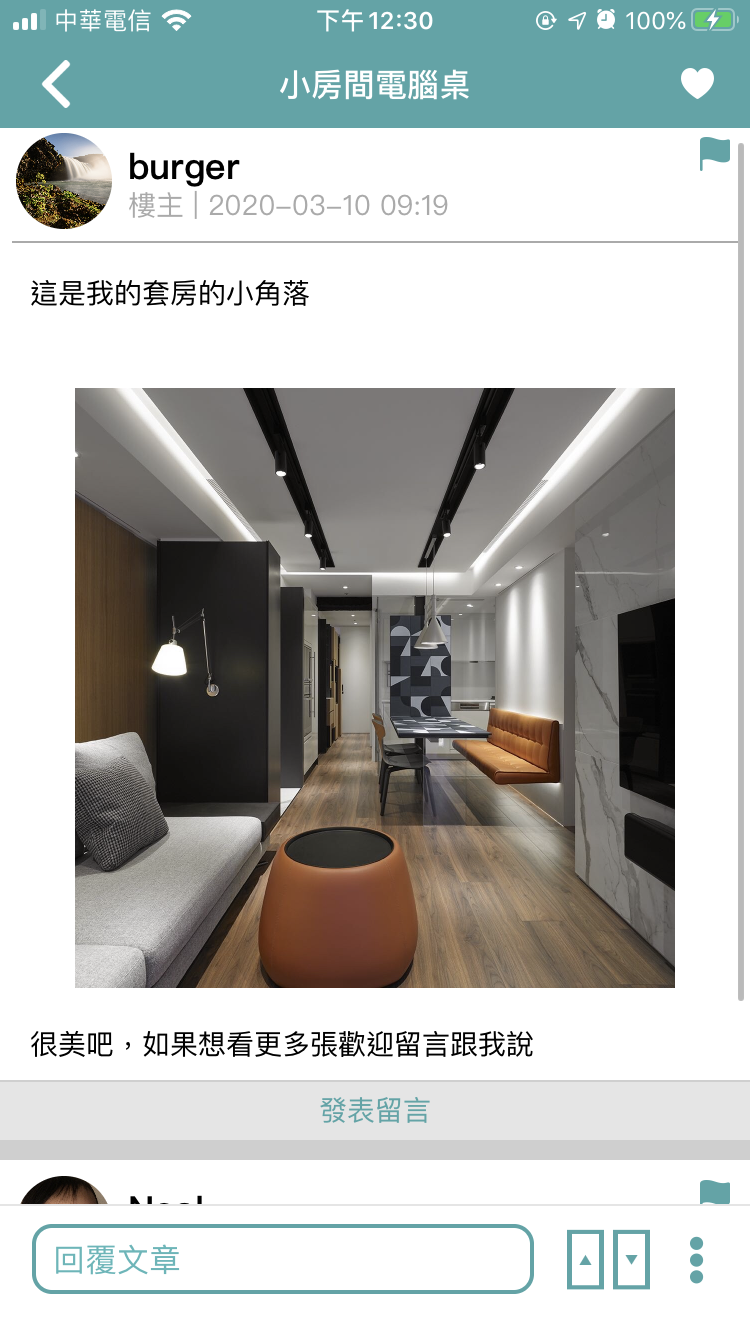 中華電信 下午12:30 100%
小房間電腦桌
burger
樓主 | 2020-03-10 09:19
這是我的套房的小角落
很美吧，如果想看更多張歡迎留言跟我說
發表留言
回覆文章